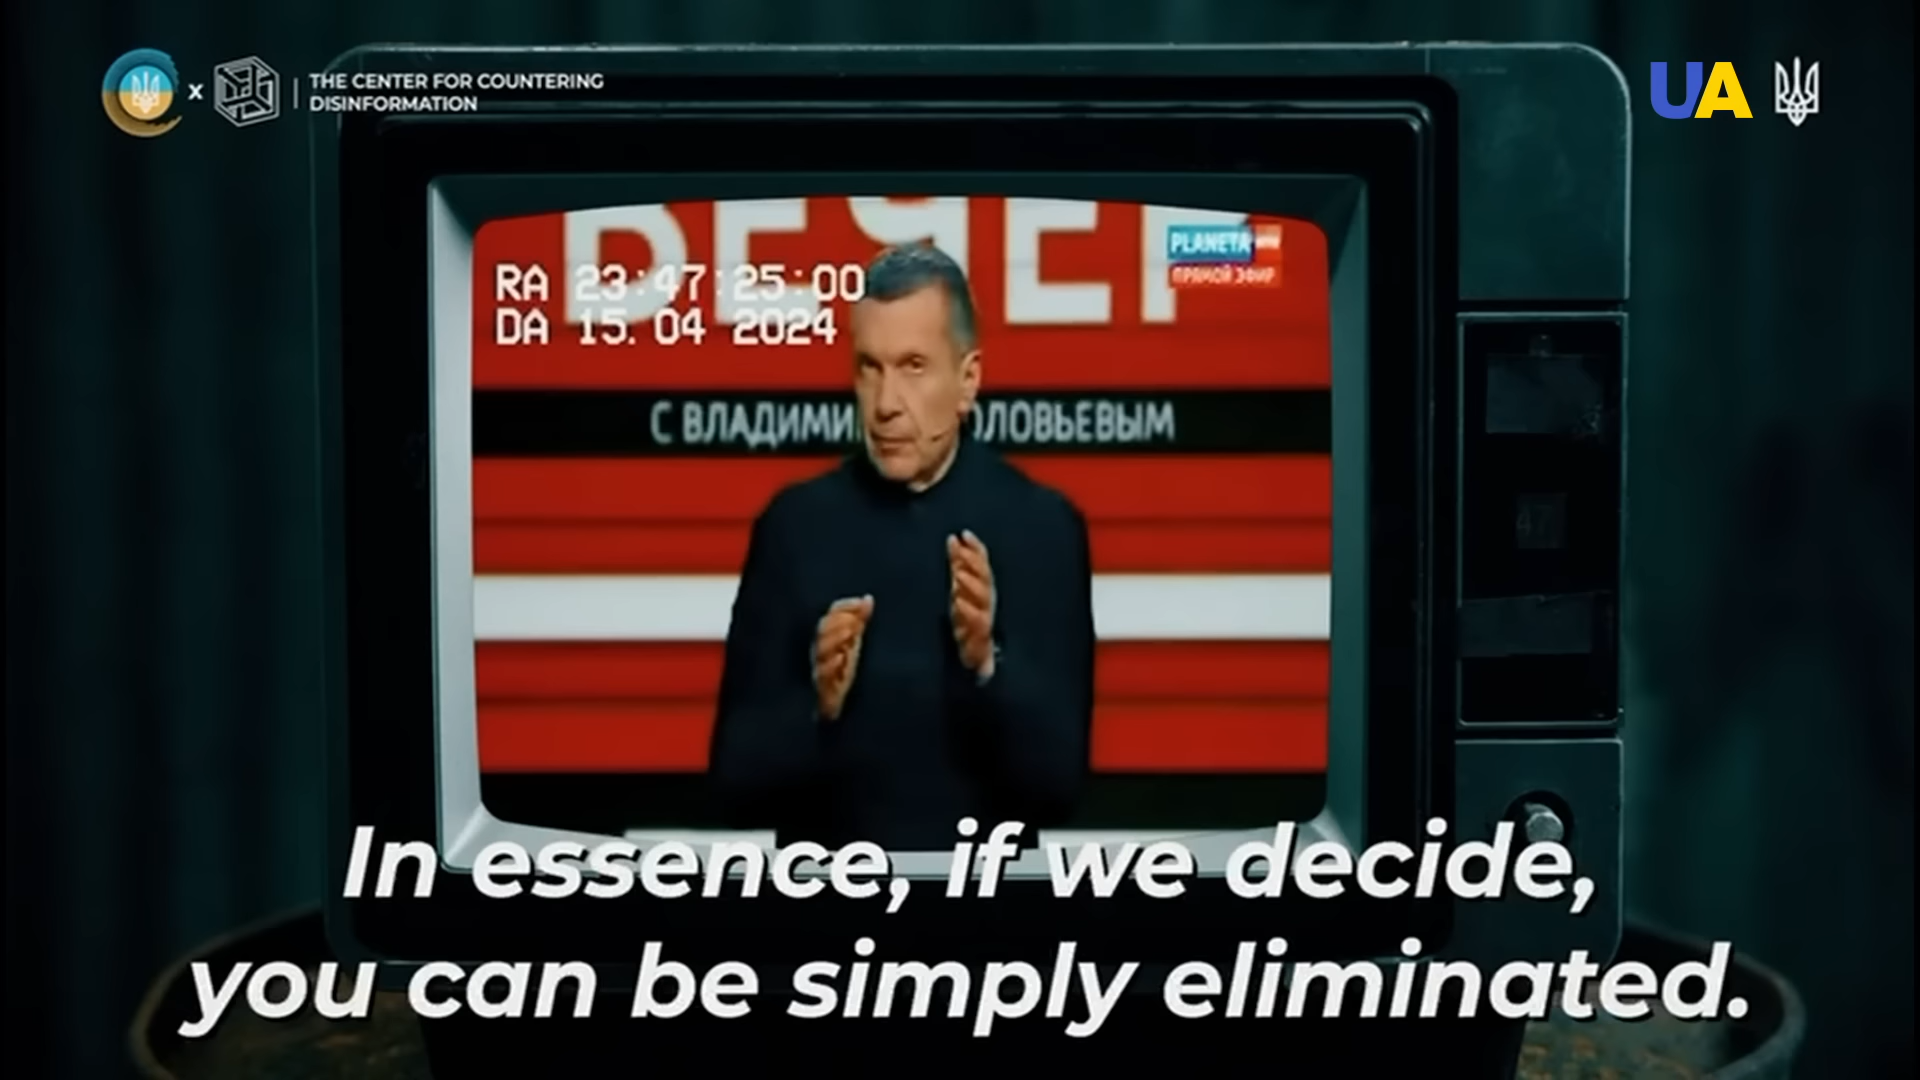 THE CENTER FOR COUNTERING
DISINFORMATION
x
UA
ВЕЧЕР
PLANETA
ПРЯМОЙ ЭФИР
RA 23:47:25:00
DA 15. 04 2024
С ВЛАДИМИ ОЛОВЬЕВЫМ
In essence, if we decide,
you can be simply eliminated.